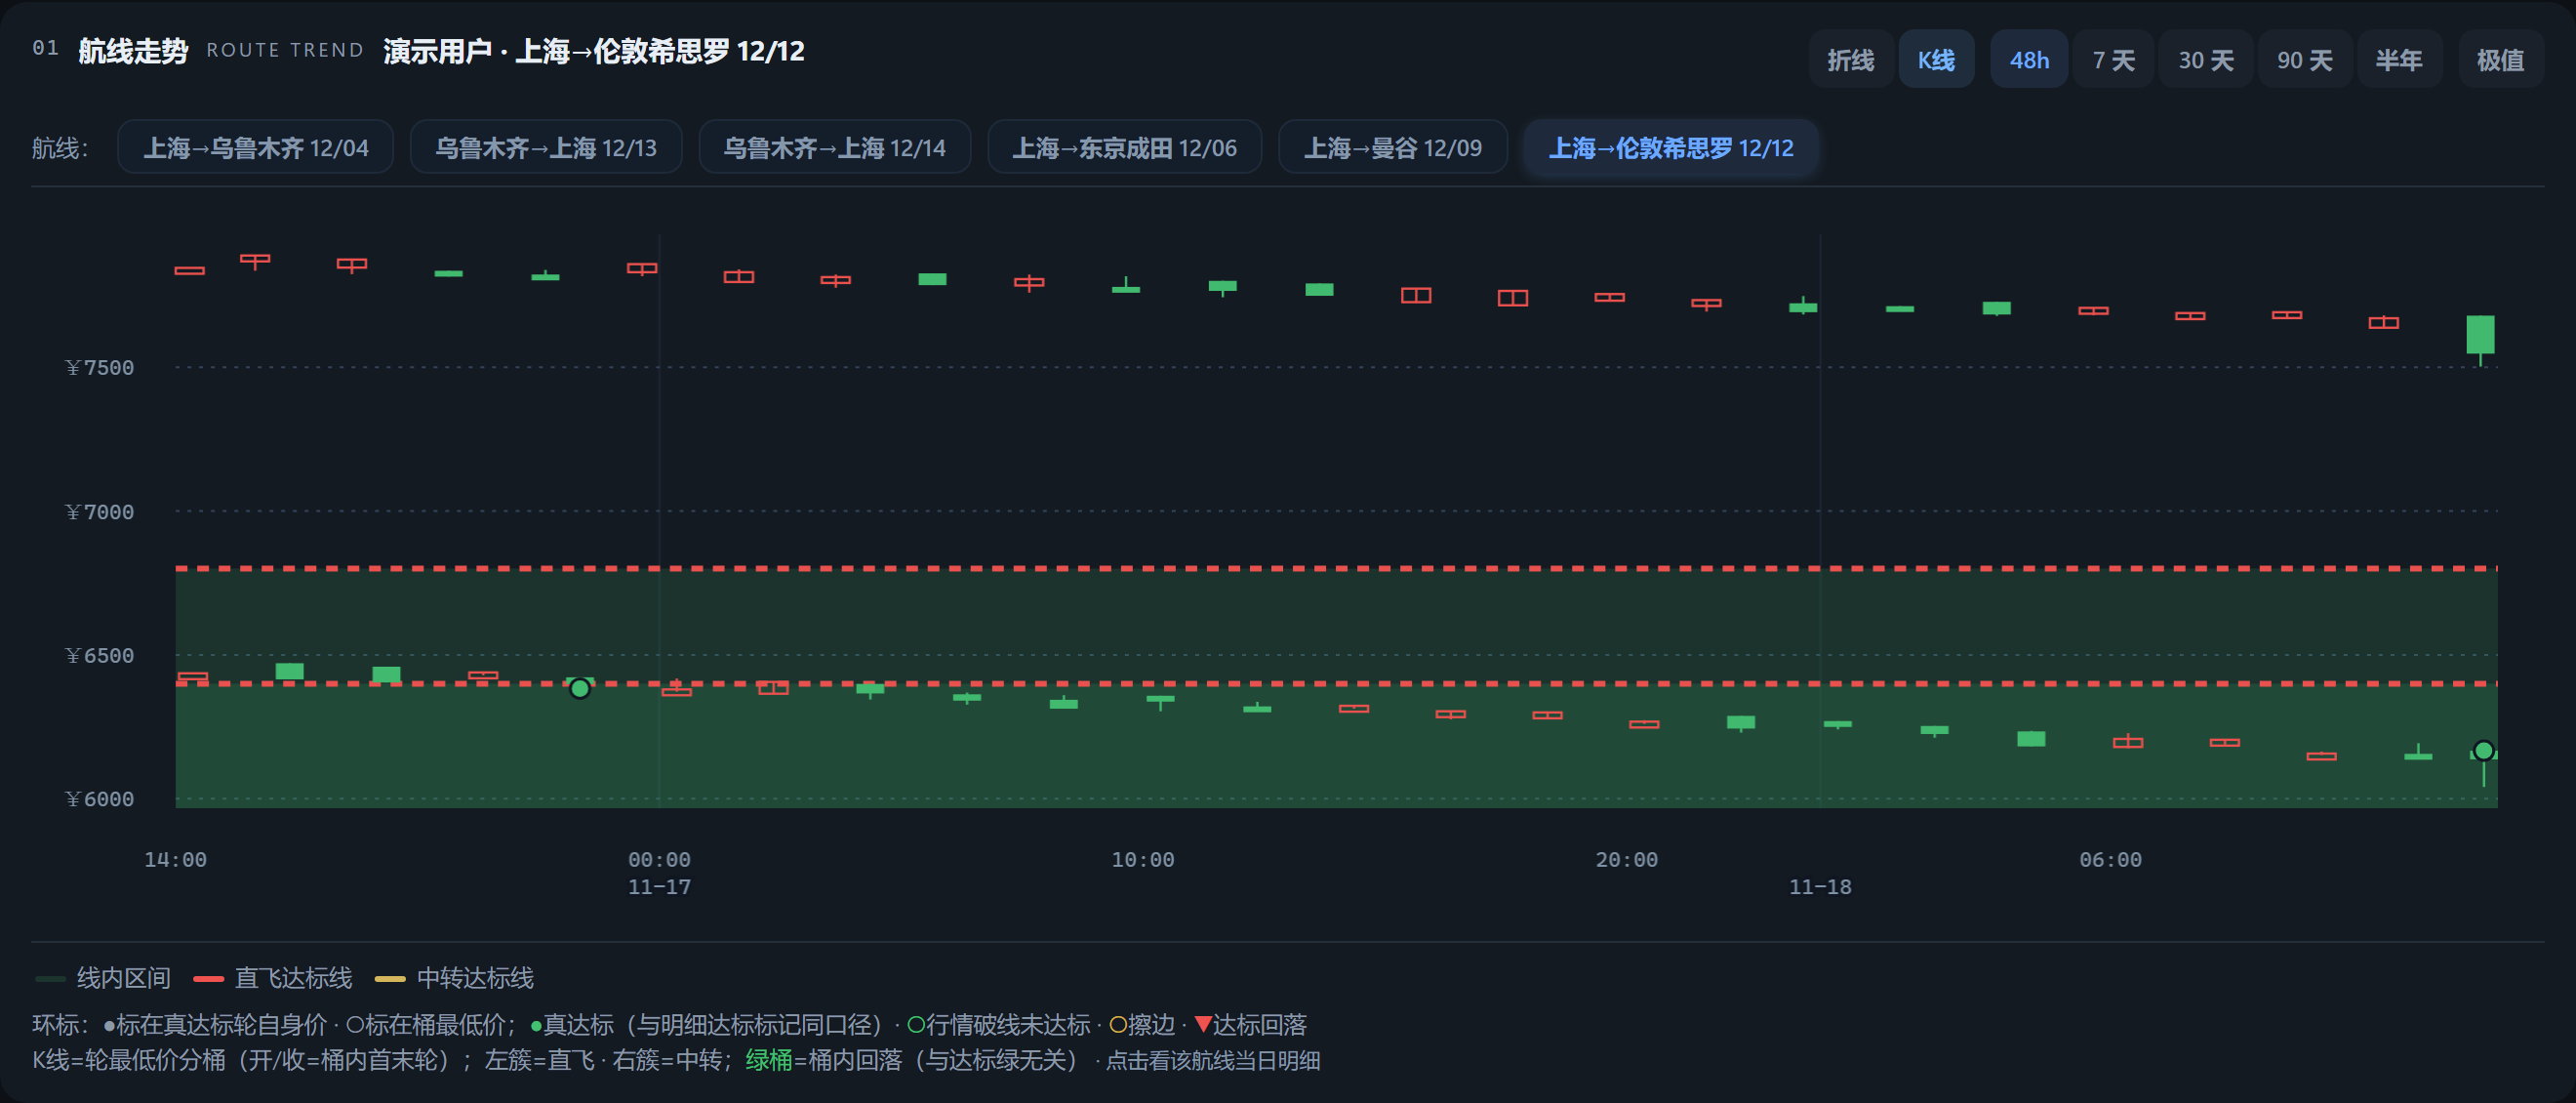 01 航线走势 ROUTE TREND 演示用户 · 上海→伦敦希思罗 12/12
折线 K线 48h 7 天 30 天 90 天 半年 极值
航线： 上海→乌鲁木齐 12/04 乌鲁木齐→上海 12/13 乌鲁木齐→上海 12/14 上海→东京成田 12/06 上海→曼谷 12/09 上海→伦敦希思罗 12/12
¥7500
¥7000
¥6500
¥6000
14:00 00:00 10:00 20:00 06:00
11-17 11-18
线内区间 直飞达标线 中转达标线
环标：●标在真达标轮自身价 · ○标在桶最低价；●真达标（与明细达标标记同口径）· ○行情破线未达标 · ○擦边 · ▼达标回落
K线=轮最低价分桶（开/收=桶内首末轮）；左簇=直飞 · 右簇=中转；绿桶=桶内回落（与达标绿无关） · 点击看该航线当日明细